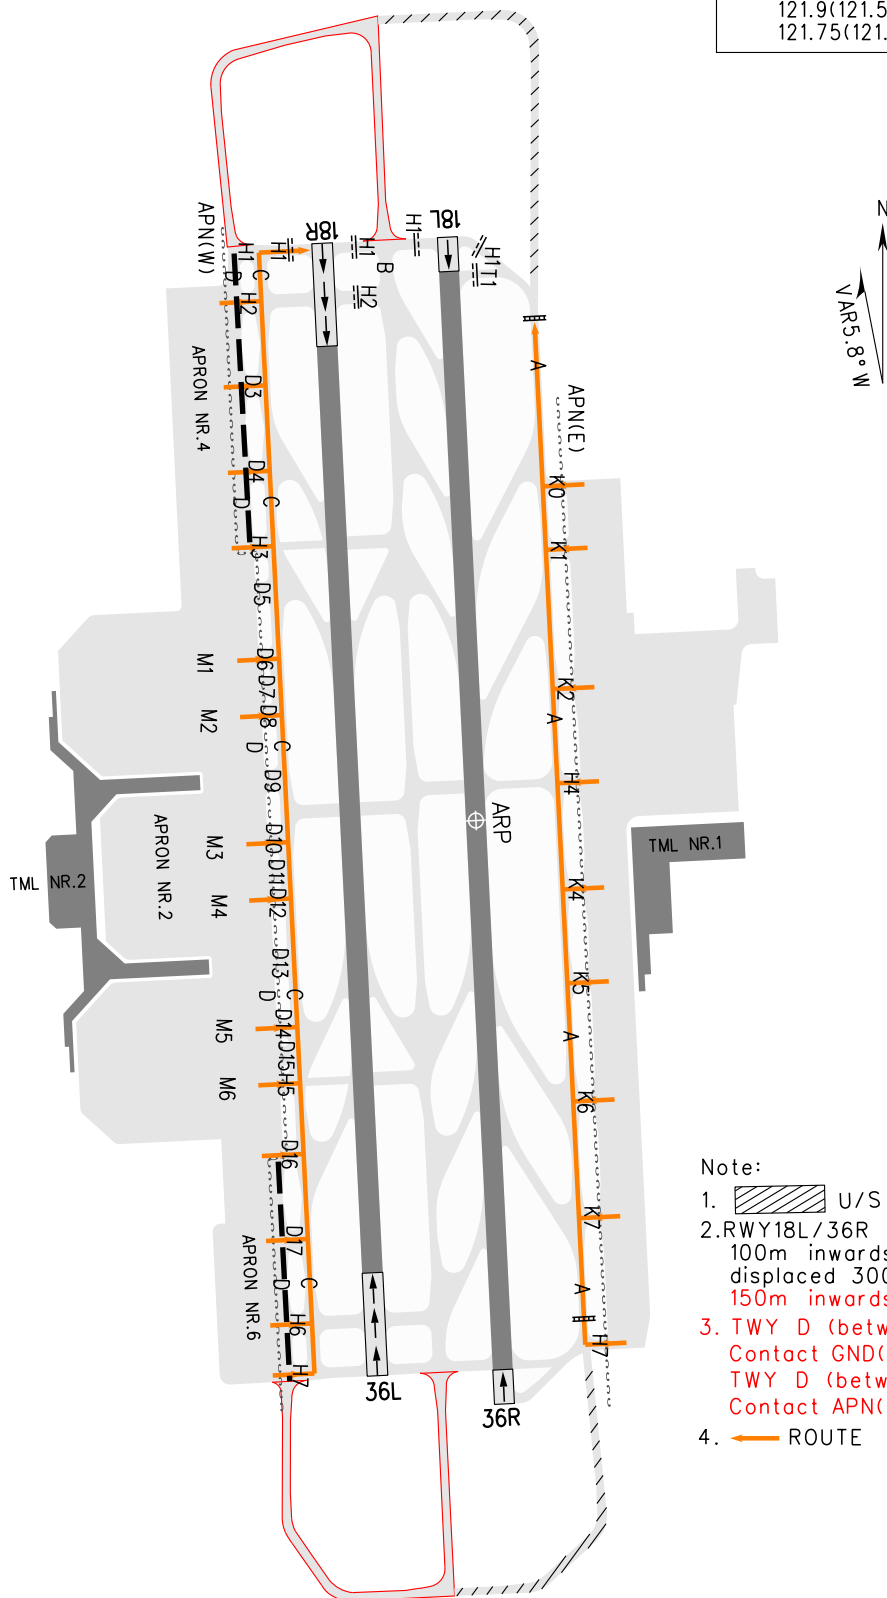 121.9(121.5
121.75(121.
N
VAR5.8° W
18R
18L
H1
H1
H1
H1
H1
T1
B
H2
APN(W)
D
C
H2
APRON NR.4
D3
D4
D
C
H3
D5
A
APN(E)
K0
K1
M1
D6
D7
M2
D8
D
C
D9
K2
A
H4
ARP
APRON NR.2
M3
D10
D11
M4
D12
TML NR.2
TML NR.1
K4
D13
D
C
K5
M5
D14
D15
A
M6
H5
K6
D16
K7
D17
APRON NR.6
D
C
A
H6
H7
H7
36L
36R
Note:
1. U/S
2.RWY18L/36R
100m inwards
displaced 300
150m inwards
3. TWY D (betw
Contact GND(
TWY D (betw
Contact APN(
4. ROUTE